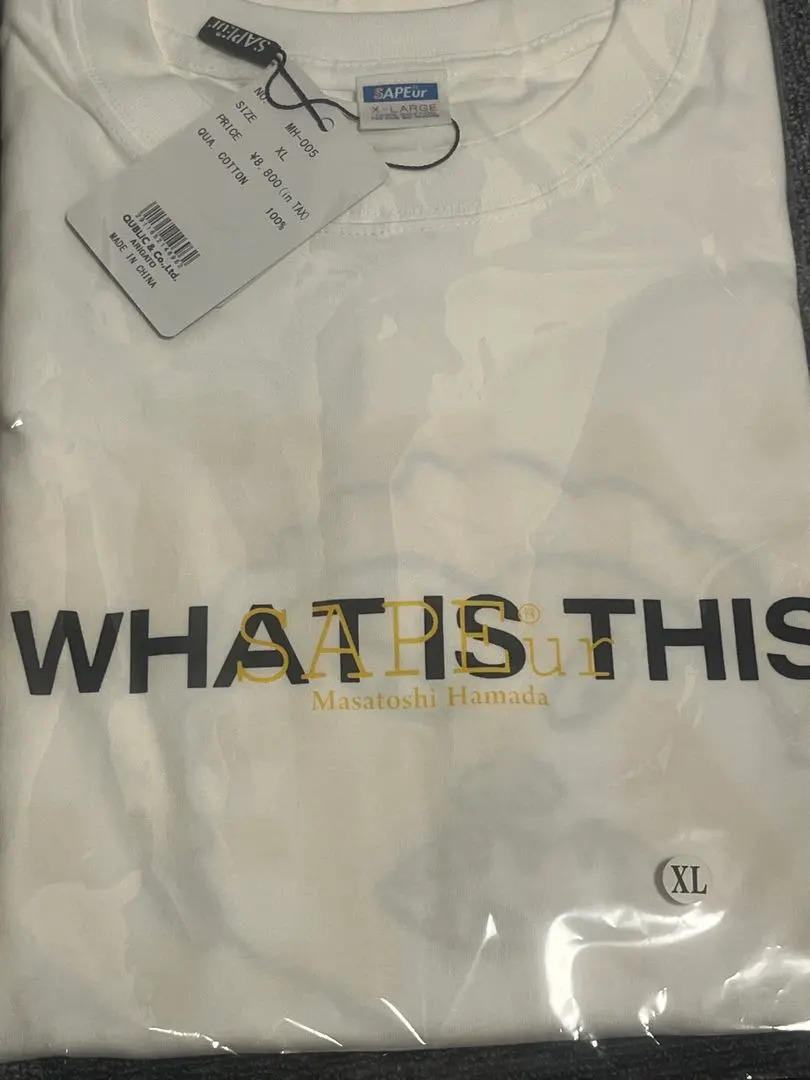 SAPEur
SAPEur
X-LARGE
NO. MH-005
SIZE XL
PRICE ¥8,800(in TAX)
QUA. COTTON 100%
QUBLIC & Co.,Ltd.
ARIGATO
MADE IN CHINA
WHAT IS THIS
SAPEur®
Masatoshi Hamada
XL